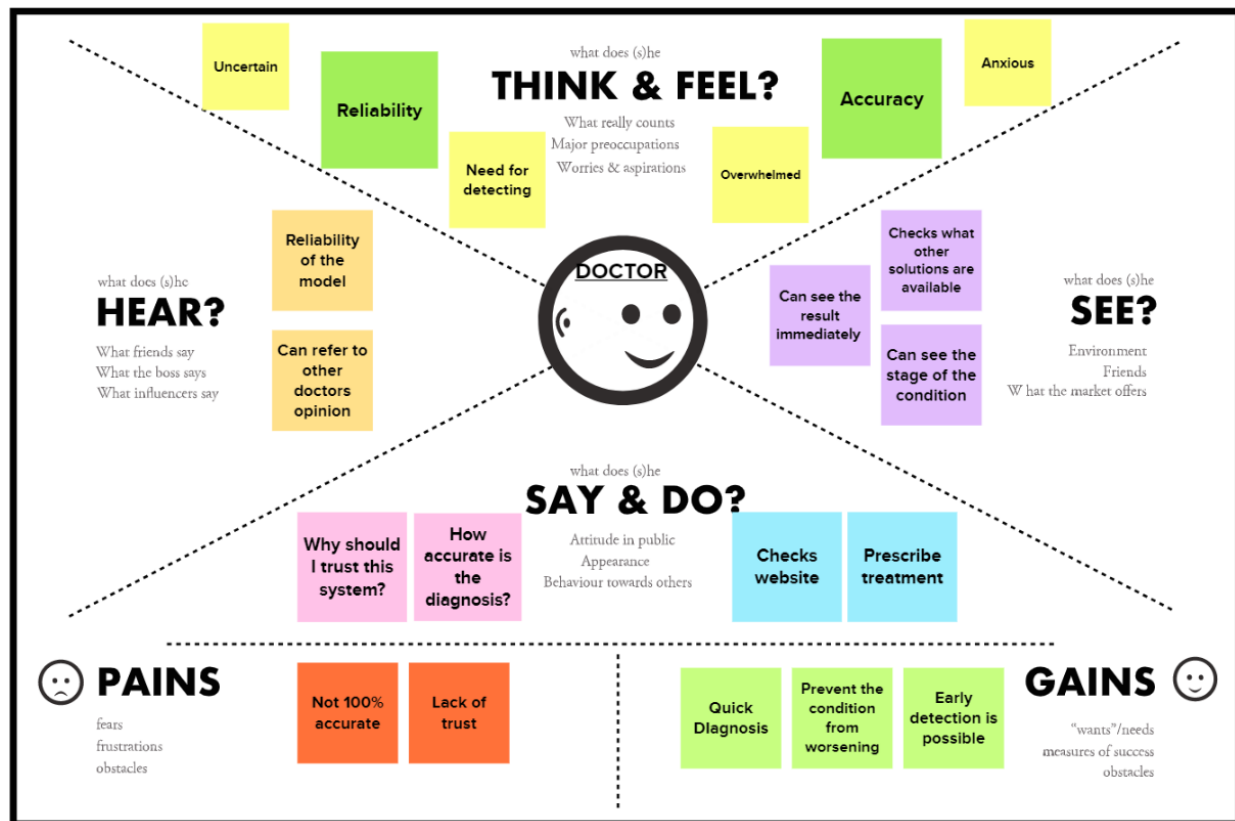 what does (s)he
THINK & FEEL?
What really counts
Major preoccupations
Worries & aspirations
Uncertain
Reliability
Need for
detecting
Overwhelmed
Accuracy
Anxious
what does (s)he
HEAR?
What friends say
What the boss says
What influencers say
Reliability
of the
model
Can refer to
other
doctors
opinion
DOCTOR
Can see the
result
immediately
Checks what
other
solutions are
available
Can see the
stage of the
condition
what does (s)he
SEE?
Environment
Friends
W hat the market offers
what does (s)he
SAY & DO?
Attitude in public
Appearance
Behaviour towards others
Why should
I trust this
system?
How
accurate is
the
diagnosis?
Checks
website
Prescribe
treatment
PAINS
fears
frustrations
obstacles
Not 100%
accurate
Lack of
trust
Quick
DIagnosis
Prevent the
condition
from
worsening
Early
detection is
possible
GAINS
“wants”/needs
measures of success
obstacles